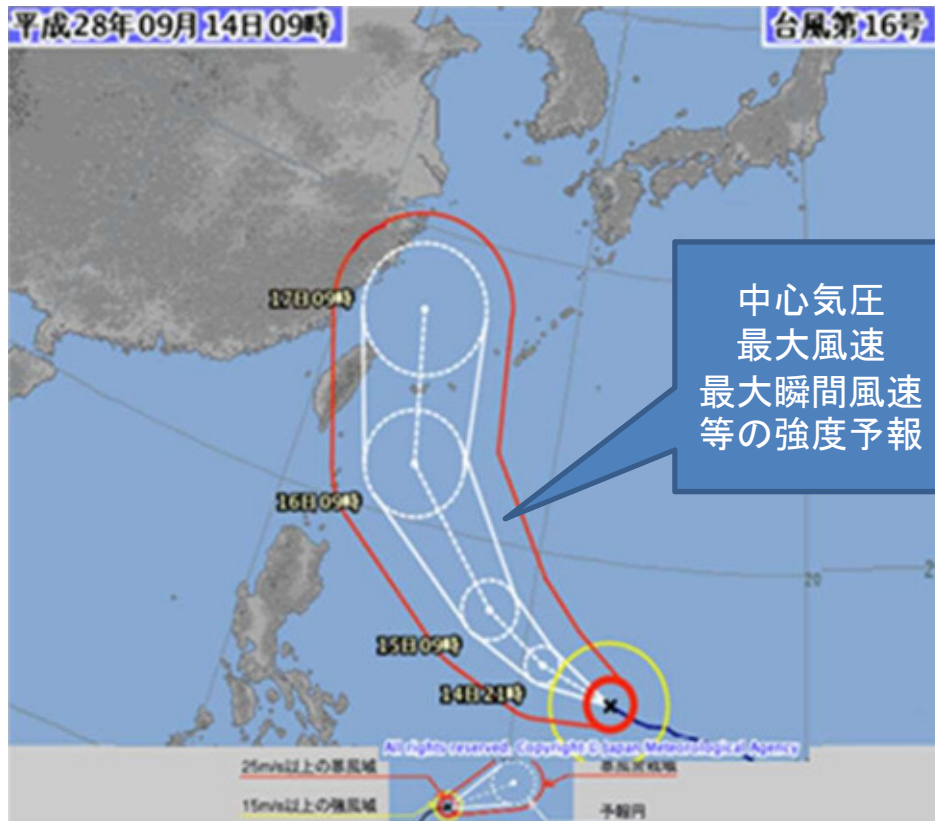 平成28年09月14日09時
台風第16号
中心気圧
最大風速
最大瞬間風速
等の強度予報
17日09時
16日09時
15日09時
14日21時
20
All rights reserved. Copyright © Japan Meteorological Agency
25m/s以上の暴風域
暴風警戒域
15m/s以上の強風域
予報円